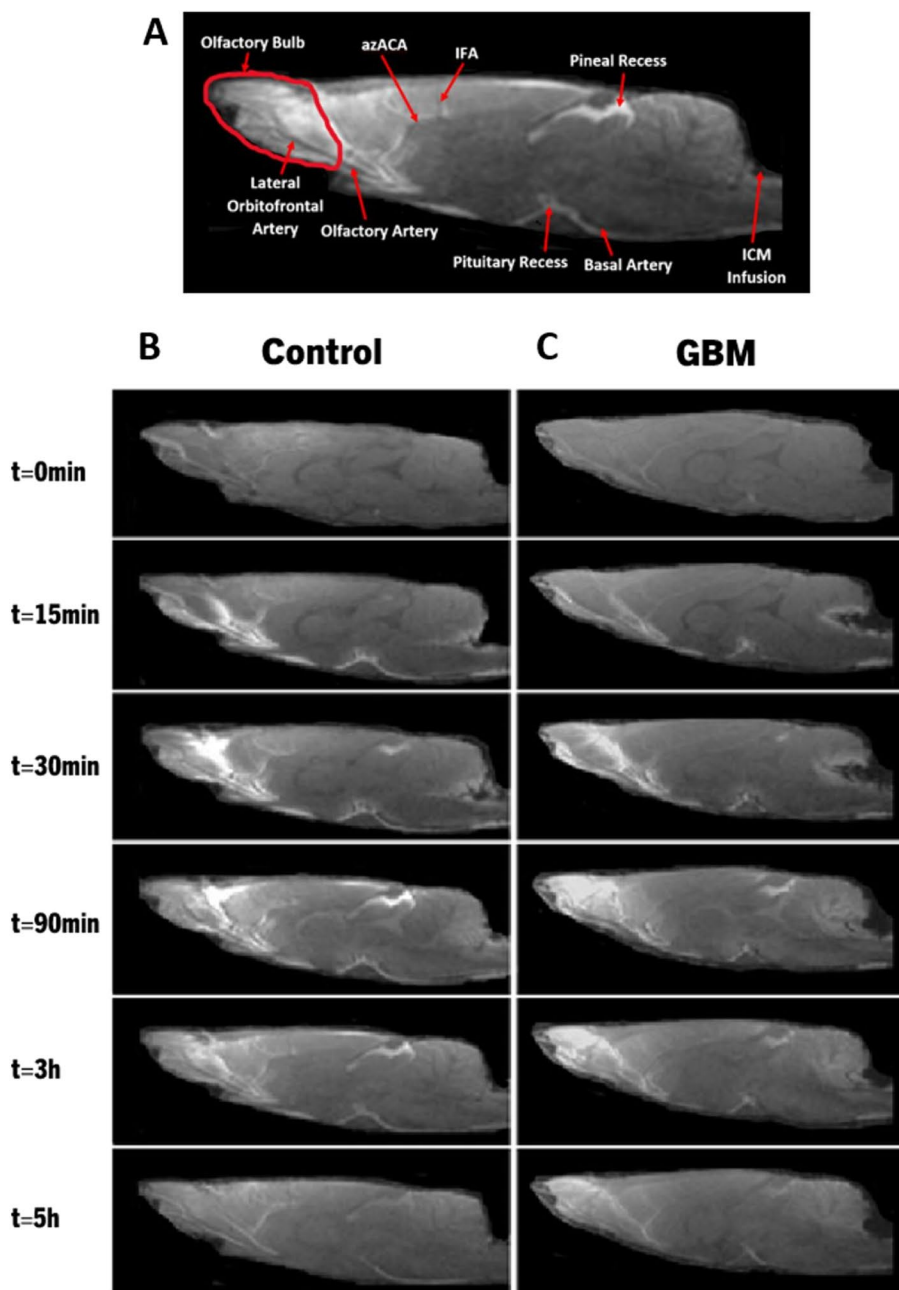 A
Olfactory Bulb
azACA
IFA
Pineal Recess
Lateral
Orbitofrontal
Artery
Olfactory Artery
Pituitary Recess
Basal Artery
ICM
Infusion
B
Control
C
GBM
t=0min
t=15min
t=30min
t=90min
t=3h
t=5h